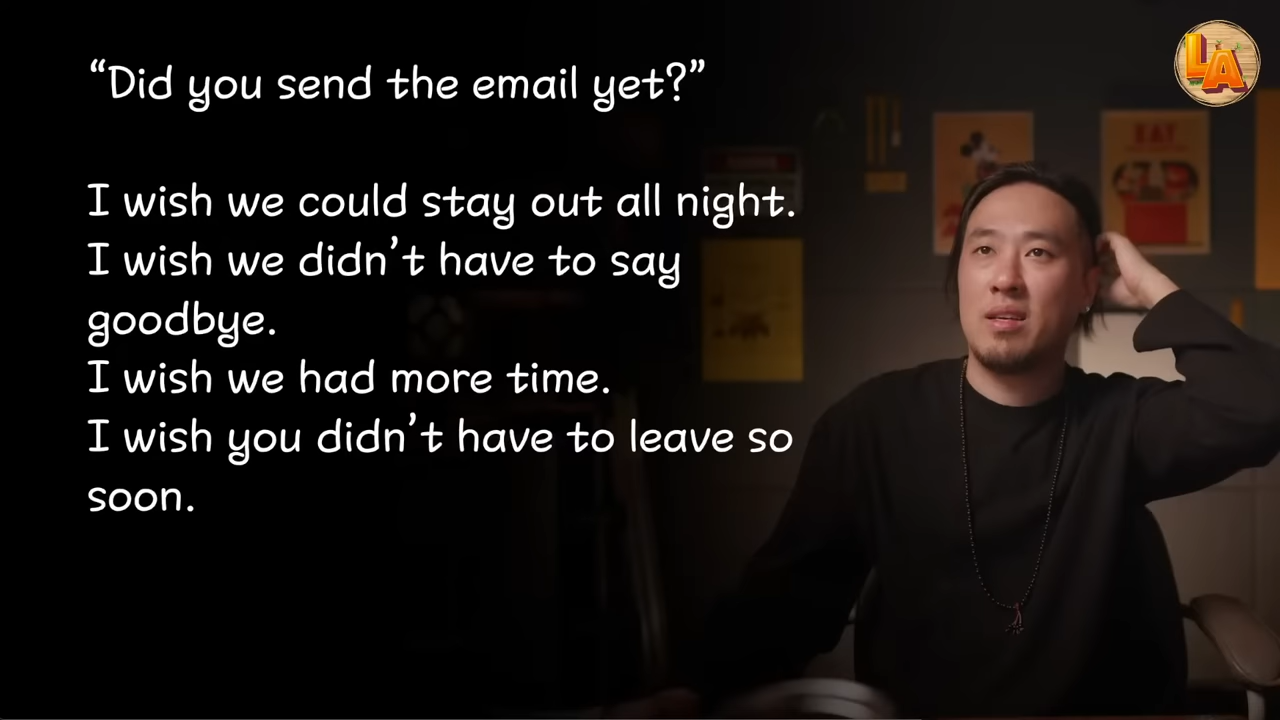 “Did you send the email yet?”
I wish we could stay out all night.
I wish we didn’t have to say
goodbye.
I wish we had more time.
I wish you didn’t have to leave so
soon.
LA
EAT